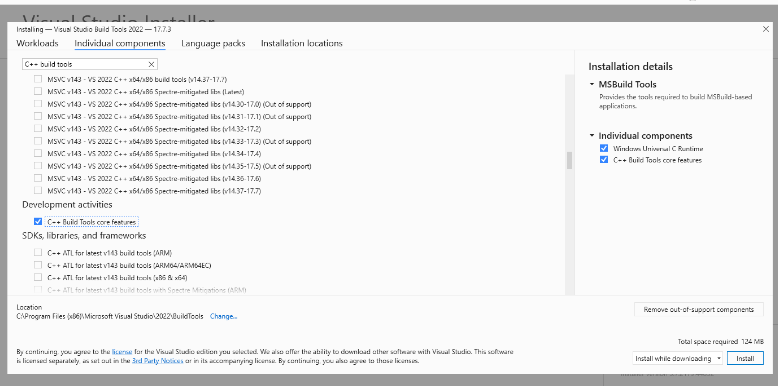 Visual Studio Installer
Installing — Visual Studio Build Tools 2022 — 17.7.3
Workloads Individual components Language packs Installation locations
C++ build tools
MSVC v143 - VS 2022 C++ x64/x86 build tools (v14.37-17.7)
MSVC v143 - VS 2022 C++ x64/x86 Spectre-mitigated libs (Latest)
MSVC v143 - VS 2022 C++ x64/x86 Spectre-mitigated libs (v14.30-17.0) (Out of support)
MSVC v143 - VS 2022 C++ x64/x86 Spectre-mitigated libs (v14.31-17.1) (Out of support)
MSVC v143 - VS 2022 C++ x64/x86 Spectre-mitigated libs (v14.32-17.2)
MSVC v143 - VS 2022 C++ x64/x86 Spectre-mitigated libs (v14.33-17.3) (Out of support)
MSVC v143 - VS 2022 C++ x64/x86 Spectre-mitigated libs (v14.34-17.4)
MSVC v143 - VS 2022 C++ x64/x86 Spectre-mitigated libs (v14.35-17.5) (Out of support)
MSVC v143 - VS 2022 C++ x64/x86 Spectre-mitigated libs (v14.36-17.6)
MSVC v143 - VS 2022 C++ x64/x86 Spectre-mitigated libs (v14.37-17.7)
Development activities
C++ Build Tools core features
SDKs, libraries, and frameworks
C++ ATL for latest v143 build tools (ARM)
C++ ATL for latest v143 build tools (ARM64/ARM64EC)
C++ ATL for latest v143 build tools (x86 & x64)
C++ ATL for latest v143 build tools with Spectre Mitigations (ARM)
Installation details
MSBuild Tools
Provides the tools required to build MSBuild-based
applications.
Individual components
Windows Universal C Runtime
C++ Build Tools core features
Location
C:\Program Files (x86)\Microsoft Visual Studio\2022\BuildTools Change...
Remove out-of-support components
Total space required 124 MB
By continuing, you agree to the license for the Visual Studio edition you selected. We also offer the ability to download other software with Visual Studio. This software
is licensed separately, as set out in the 3rd Party Notices or in its accompanying license. By continuing, you also agree to those licenses.
Install while downloading Install